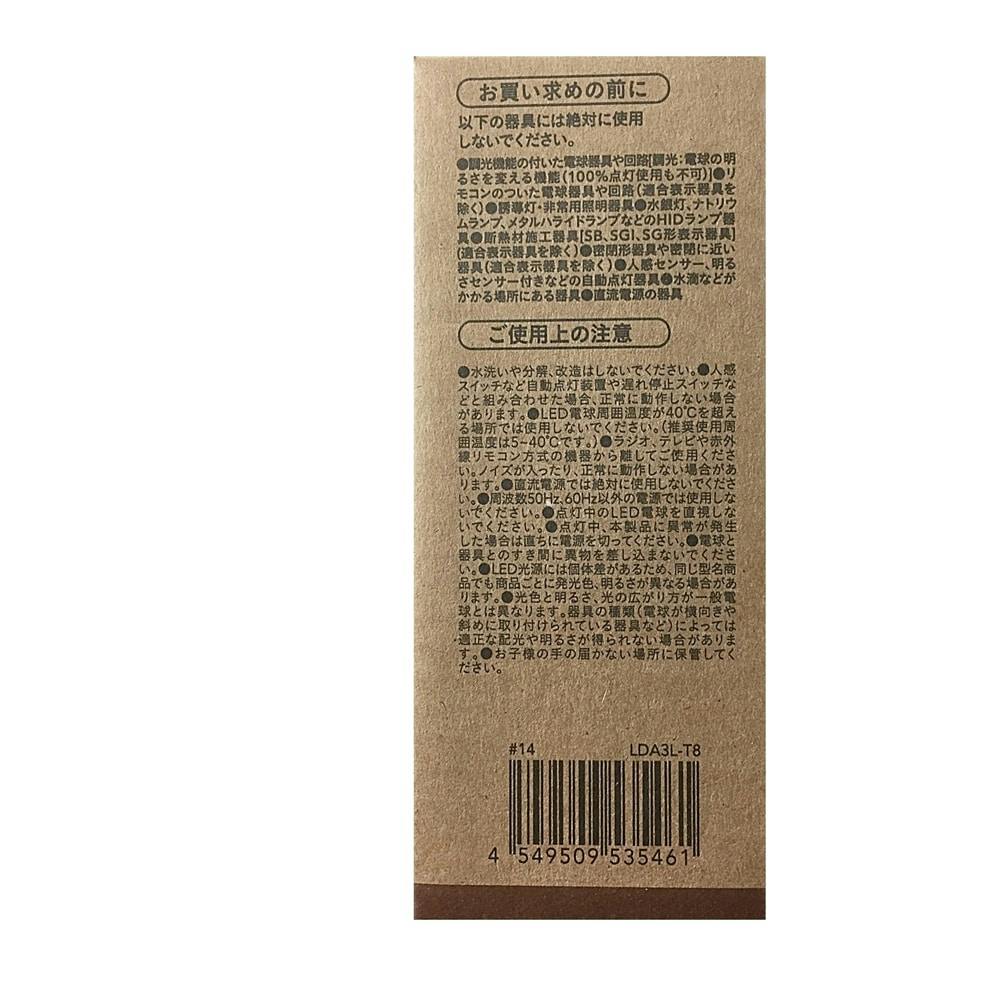 お買い求めの前に
以下の器具には絶対に使用
しないでください。
●調光機能の付いた電球器具や回路[調光：電球の明
るさを変える機能(100%点灯使用も不可)]●リ
モコンのついた電球器具や回路(適合表示器具を
除く)●誘導灯・非常用照明器具●水銀灯、ナトリウ
ムランプ、メタルハライドランプなどのHIDランプ器
具●断熱材施工器具[SB、SGI、SG形表示器具]
(適合表示器具を除く)●密閉形器具や密閉に近い
器具(適合表示器具を除く)●人感センサー、明る
さセンサー付きなどの自動点灯器具●水滴などが
かかる場所にある器具●直流電源の器具
ご使用上の注意
●水洗いや分解、改造はしないでください。●人感
スイッチなど自動点灯装置や遅れ停止スイッチな
どと組み合わせた場合、正常に動作しない場合
があります。●LED電球周囲温度が40℃を超え
る場所では使用しないでください。(推奨使用周
囲温度は5~40℃です。)●ラジオ、テレビや赤外
線リモコン方式の機器から離してご使用くださ
い。ノイズが入ったり、正常に動作しない場合があ
ります。●直流電源では絶対に使用しないでくださ
い。●周波数50Hz、60Hz以外の電源では使用しな
いでください。●点灯中のLED電球を直視しな
いでください。●点灯中、本製品に異常が発生
した場合は直ちに電源を切ってください。●電球と
器具とのすき間に異物を差し込まないでくださ
い。●LED光源には個体差があるため、同じ型名商
品でも商品ごとに発光色、明るさが異なる場合があ
ります。●光色と明るさ、光の広がり方が一般電
球とは異なります。器具の種類(電球が横向きや
斜めに取り付けられている器具など)によっては
適正な配光や明るさが得られない場合がありま
す。●お子様の手の届かない場所に保管してく
ださい。
#14 LDA3L-T8
4 549509 535461